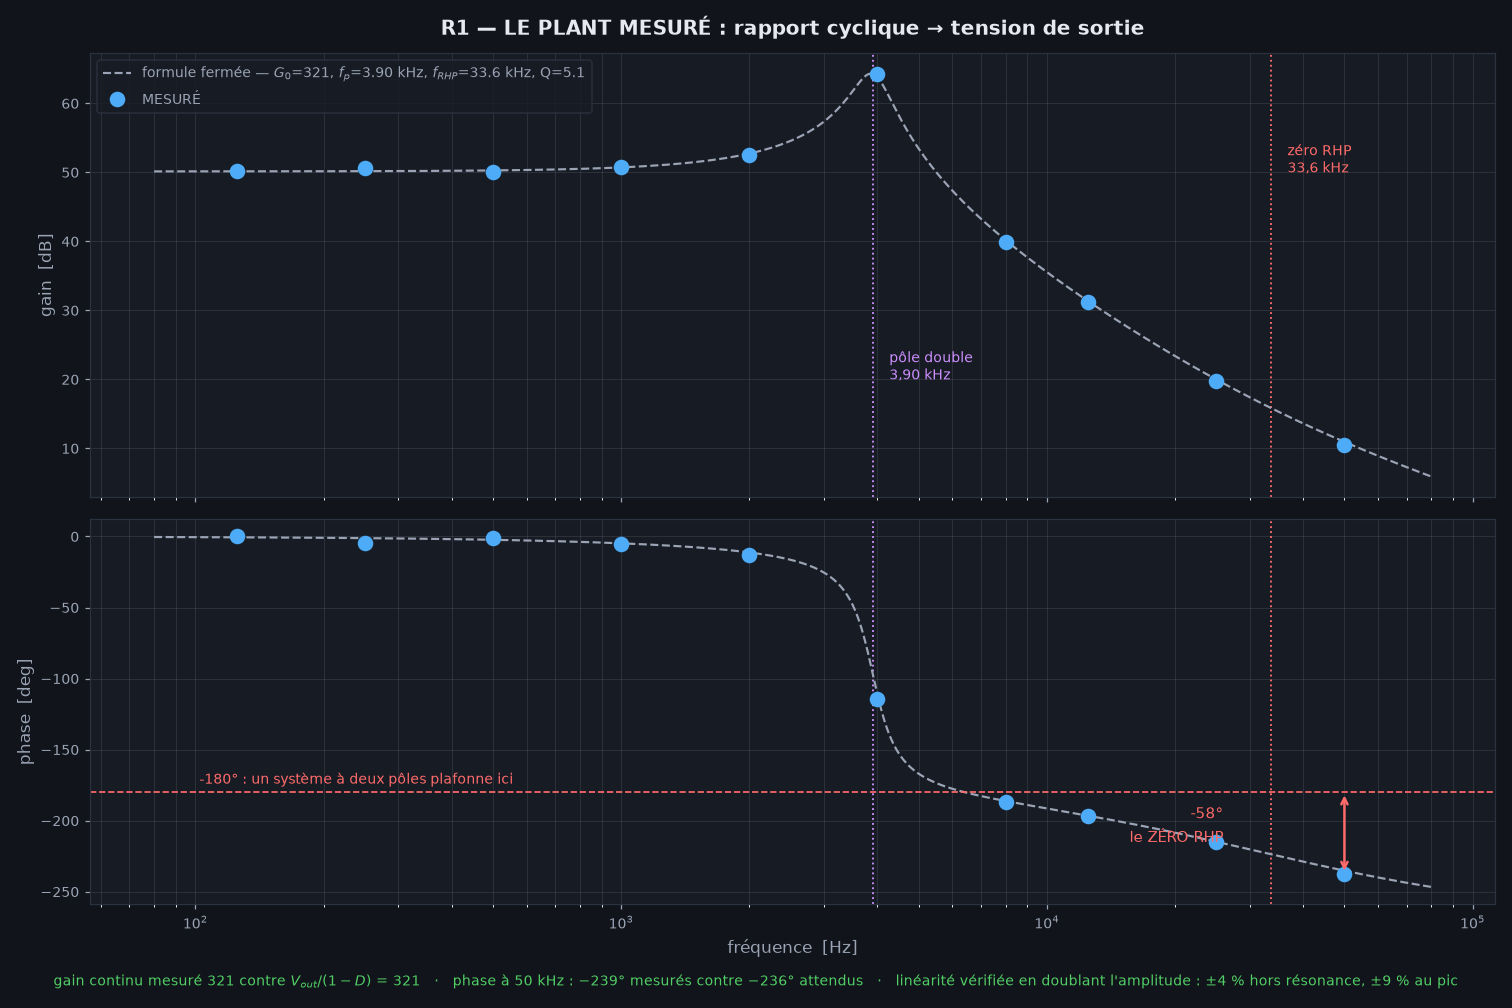 R1 — LE PLANT MESURÉ : rapport cyclique → tension de sortie
formule fermée — G₀=321, fₚ=3.90 kHz, f_RHP=33.6 kHz, Q=5.1
MESURÉ
zéro RHP
33,6 kHz
pôle double
3,90 kHz
gain [dB]
60
50
40
30
20
10
0
−50
−100
−150
−200
−250
phase [deg]
-180° : un système à deux pôles plafonne ici
-58°
le ZÉRO RHP
10²
10³
10⁴
10⁵
fréquence [Hz]
gain continu mesuré 321 contre V_out/(1 − D) = 321 · phase à 50 kHz : −239° mesurés contre −236° attendus · linéarité vérifiée en doublant l'amplitude : ±4 % hors résonance, ±9 % au pic